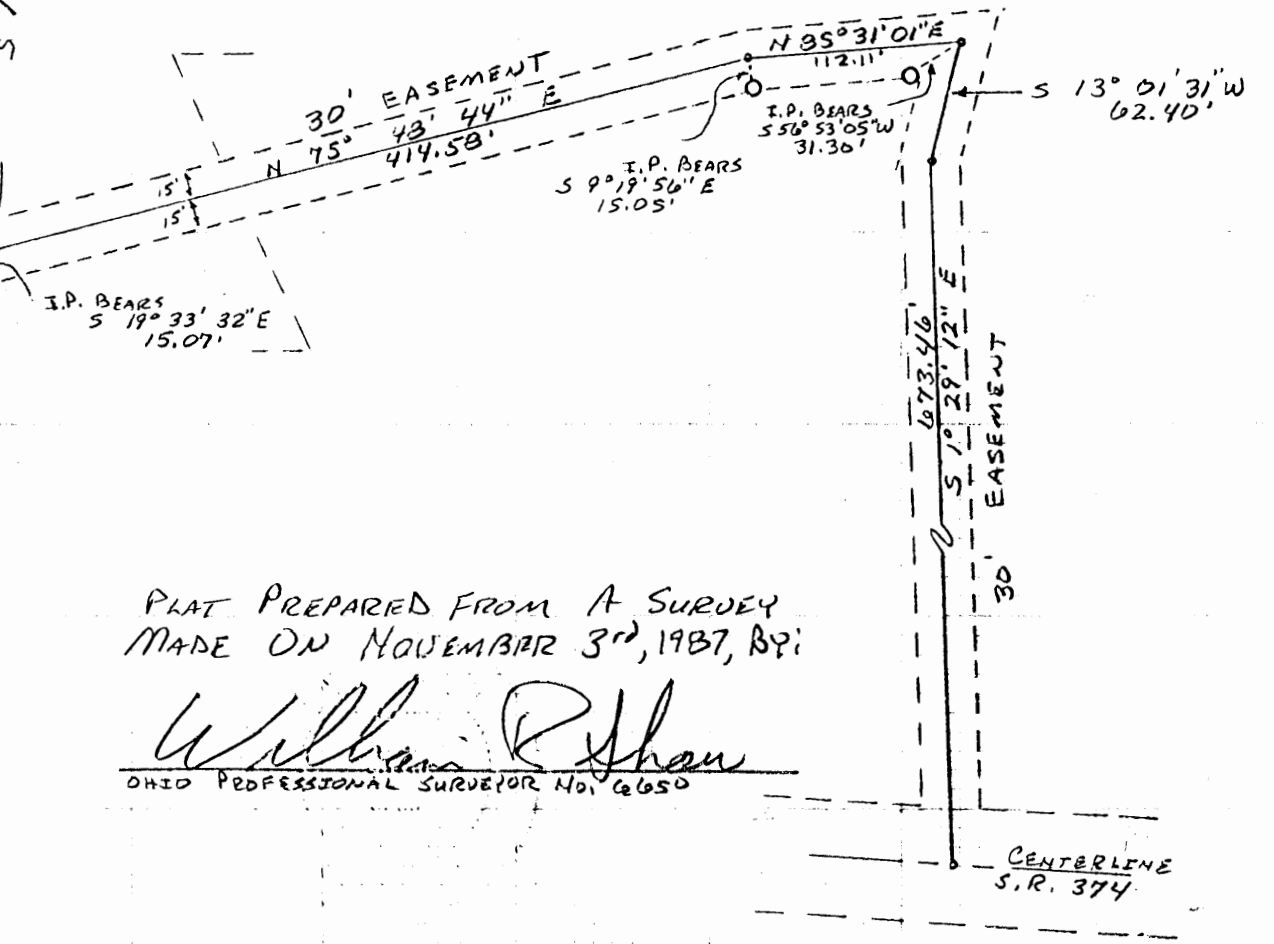 30' EASEMENT
N 75° 43' 44" E
414.58'
15'
15'
I.P. BEARS
S 19° 33' 32" E
15.07'
N 85° 31' 01" E
112.11'
I.P. BEARS
S 56° 53' 05" W
31.30'
I.P. BEARS
S 9° 19' 56" E
15.05'
S 13° 01' 31" W
62.40'
673.46'
S 1° 29' 12" E
30' EASEMENT
PLAT PREPARED FROM A SURVEY
MADE ON NOVEMBER 3rd, 1987, BY:
William R Shaw
OHIO PROFESSIONAL SURVEYOR NO. 6650
CENTERLINE
S.R. 374